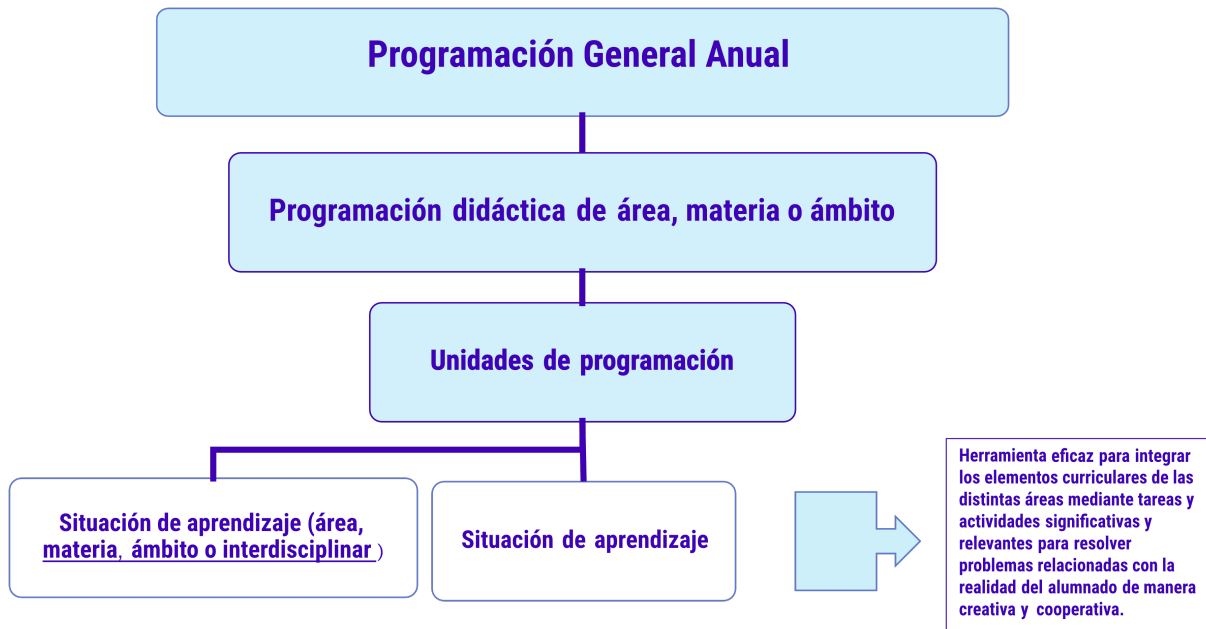 Programación General Anual
Programación didáctica de área, materia o ámbito
Unidades de programación
Situación de aprendizaje (área,
materia, ámbito o interdisciplinar )
Situación de aprendizaje
Herramienta eficaz para integrar
los elementos curriculares de las
distintas áreas mediante tareas y
actividades significativas y
relevantes para resolver
problemas relacionadas con la
realidad del alumnado de manera
creativa y cooperativa.